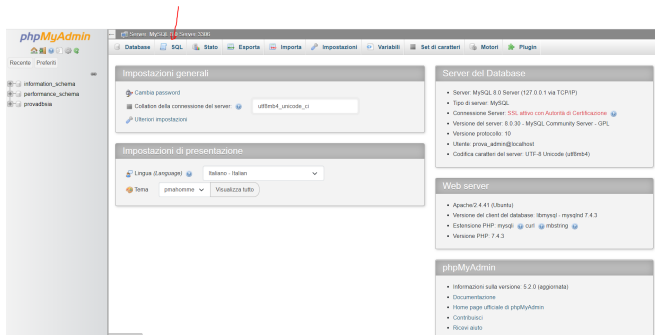 phpMyAdmin
Recente Preferiti
information_schema
performance_schema
provadbsia
Server: MySQL 8.0 Server:3306
Database SQL Stato Esporta Importa Impostazioni Variabili Set di caratteri Motori Plugin
Impostazioni generali
Cambia password
Collation della connessione del server: utf8mb4_unicode_ci
Ulteriori impostazioni
Impostazioni di presentazione
Lingua (Language) Italiano - Italian
Tema pmahomme Visualizza tutto
Server del Database
Server: MySQL 8.0 Server (127.0.0.1 via TCP/IP)
Tipo di server: MySQL
Connessione Server: SSL attivo con Autorità di Certificazione
Versione del server: 8.0.30 - MySQL Community Server - GPL
Versione protocollo: 10
Utente: prova_admin@localhost
Codifica caratteri del server: UTF-8 Unicode (utf8mb4)
Web server
Apache/2.4.41 (Ubuntu)
Versione del client del database: libmysql - mysqlnd 7.4.3
Estensione PHP: mysqli curl mbstring
Versione PHP: 7.4.3
phpMyAdmin
Informazioni sulla versione: 5.2.0 (aggiornata)
Documentazione
Home page ufficiale di phpMyAdmin
Contribuisci
Ricevi aiuto